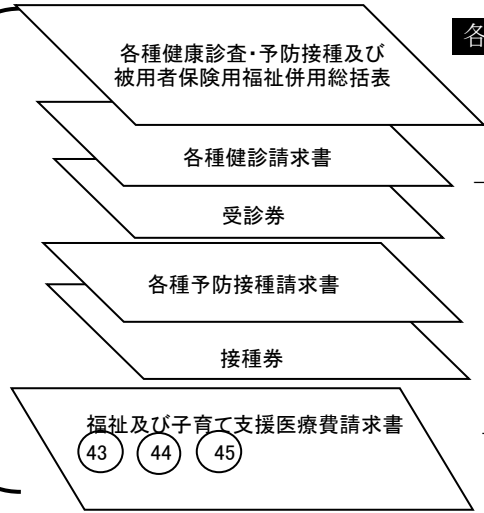 各
各種健康診査・予防接種及び
被用者保険用福祉併用総括表
各種健診請求書
受診券
各種予防接種請求書
接種券
福祉及び子育て支援医療費請求書
43 44 45